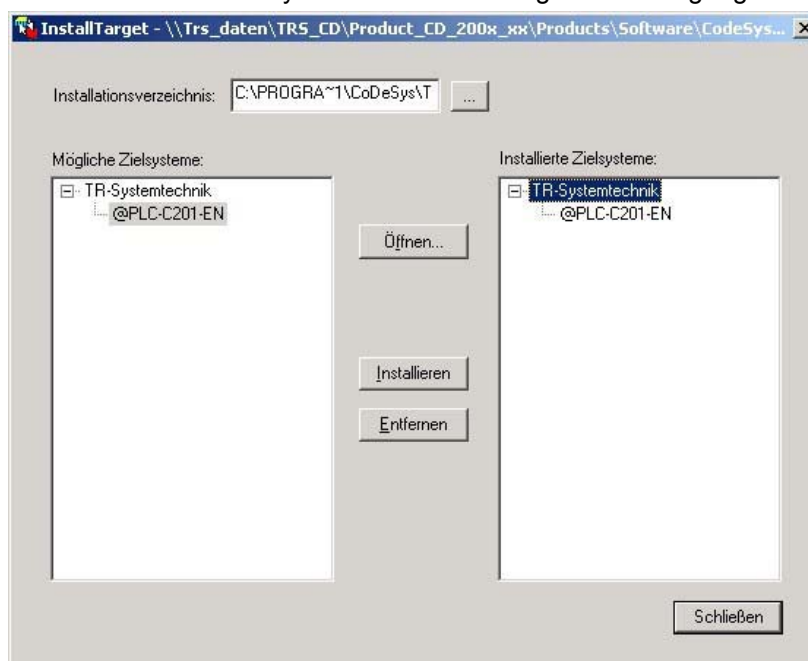 InstallTarget - \\Trs_daten\TRS_CD\Product_CD_200x_xx\Products\Software\CodeSys...
Installationsverzeichnis: C:\PROGRA~1\CoDeSys\T ...
Mögliche Zielsysteme:
TR-Systemtechnik
@PLC-C201-EN
Öffnen...
Installieren
Entfernen
Installierte Zielsysteme:
TR-Systemtechnik
@PLC-C201-EN
Schließen